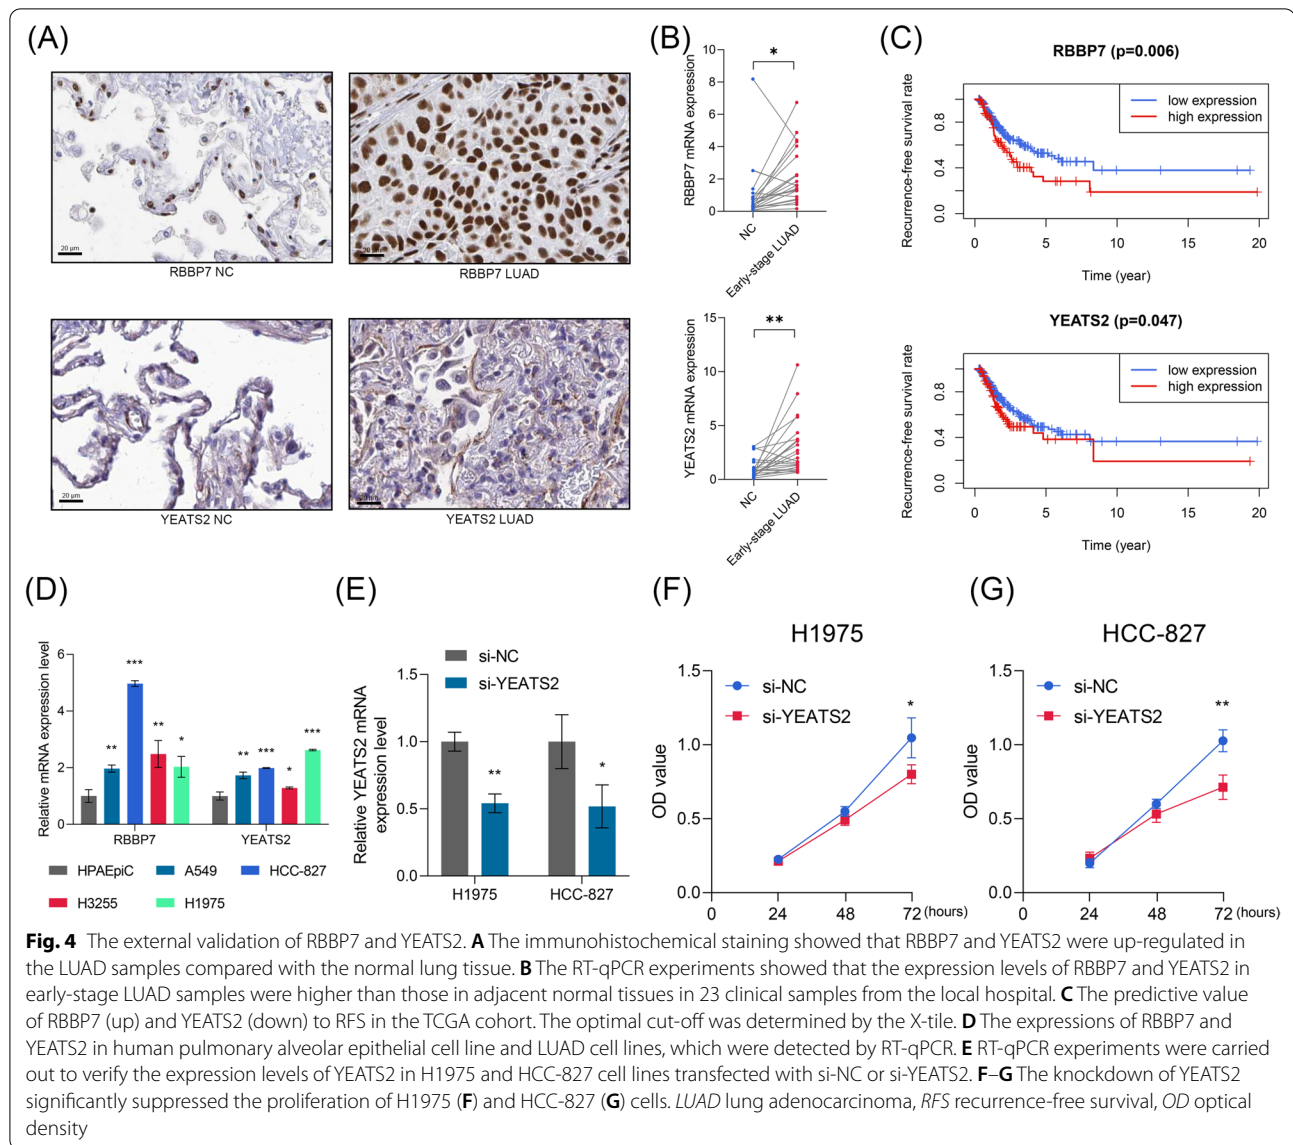 (A)
RBBP7 NC
20 µm
RBBP7 LUAD
20 µm
YEATS2 NC
20 µm
YEATS2 LUAD
(B)
RBBP7 mRNA expression
10
8
6
4
2
0
*
NC
Early-stage LUAD
YEATS2 mRNA expression
15
10
5
0
**
NC
Early-stage LUAD
(C)
RBBP7 (p=0.006)
Recurrence-free survival rate
0.8
0.4
0.0
low expression
high expression
0 5 10 15 20
Time (year)
YEATS2 (p=0.047)
Recurrence-free survival rate
0.8
0.4
0.0
low expression
high expression
0 5 10 15 20
Time (year)
(D)
Relative mRNA expression level
6
4
2
0
** *** ** *
** *** * ***
RBBP7 YEATS2
HPAEpiC A549 HCC-827
H3255 H1975
(E)
si-NC
si-YEATS2
Relative YEATS2 mRNA
expression level
1.5
1.0
0.5
0.0
** *
H1975 HCC-827
(F)
H1975
OD value
1.5
1.0
0.5
0.0
si-NC
si-YEATS2
*
0 24 48 72 (hours)
(G)
HCC-827
OD value
1.5
1.0
0.5
0.0
si-NC
si-YEATS2
**
0 24 48 72 (hours)
Fig. 4 The external validation of RBBP7 and YEATS2. A The immunohistochemical staining showed that RBBP7 and YEATS2 were up-regulated in
the LUAD samples compared with the normal lung tissue. B The RT-qPCR experiments showed that the expression levels of RBBP7 and YEATS2 in
early-stage LUAD samples were higher than those in adjacent normal tissues in 23 clinical samples from the local hospital. C The predictive value
of RBBP7 (up) and YEATS2 (down) to RFS in the TCGA cohort. The optimal cut-off was determined by the X-tile. D The expressions of RBBP7 and
YEATS2 in human pulmonary alveolar epithelial cell line and LUAD cell lines, which were detected by RT-qPCR. E RT-qPCR experiments were carried
out to verify the expression levels of YEATS2 in H1975 and HCC-827 cell lines transfected with si-NC or si-YEATS2. F–G The knockdown of YEATS2
significantly suppressed the proliferation of H1975 (F) and HCC-827 (G) cells. LUAD lung adenocarcinoma, RFS recurrence-free survival, OD optical
density